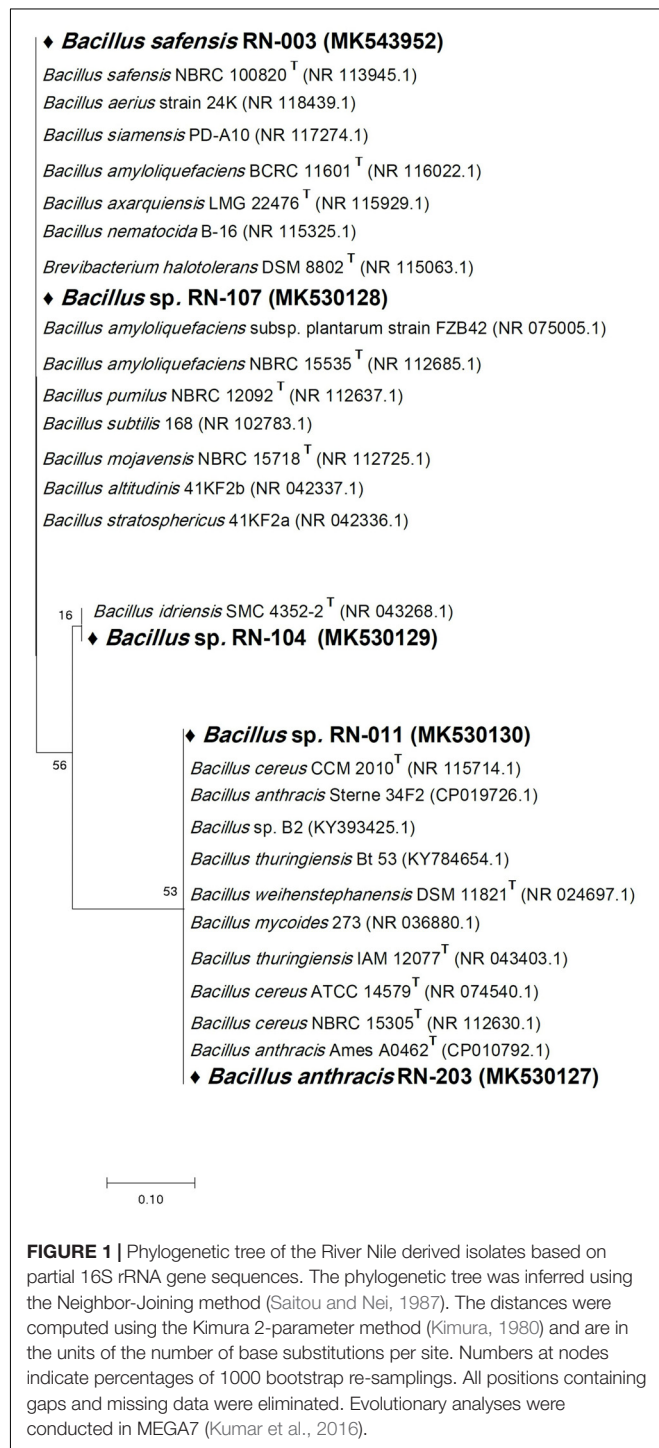 ♦ Bacillus safensis RN-003 (MK543952)
Bacillus safensis NBRC 100820T (NR 113945.1)
Bacillus aerius strain 24K (NR 118439.1)
Bacillus siamensis PD-A10 (NR 117274.1)
Bacillus amyloliquefaciens BCRC 11601T (NR 116022.1)
Bacillus axarquiensis LMG 22476T (NR 115929.1)
Bacillus nematocida B-16 (NR 115325.1)
Brevibacterium halotolerans DSM 8802T (NR 115063.1)
♦ Bacillus sp. RN-107 (MK530128)
Bacillus amyloliquefaciens subsp. plantarum strain FZB42 (NR 075005.1)
Bacillus amyloliquefaciens NBRC 15535T (NR 112685.1)
Bacillus pumilus NBRC 12092T (NR 112637.1)
Bacillus subtilis 168 (NR 102783.1)
Bacillus mojavensis NBRC 15718T (NR 112725.1)
Bacillus altitudinis 41KF2b (NR 042337.1)
Bacillus stratosphericus 41KF2a (NR 042336.1)
16
Bacillus idriensis SMC 4352-2T (NR 043268.1)
♦ Bacillus sp. RN-104 (MK530129)
56
♦ Bacillus sp. RN-011 (MK530130)
Bacillus cereus CCM 2010T (NR 115714.1)
Bacillus anthracis Sterne 34F2 (CP019726.1)
Bacillus sp. B2 (KY393425.1)
Bacillus thuringiensis Bt 53 (KY784654.1)
53
Bacillus weihenstephanensis DSM 11821T (NR 024697.1)
Bacillus mycoides 273 (NR 036880.1)
Bacillus thuringiensis IAM 12077T (NR 043403.1)
Bacillus cereus ATCC 14579T (NR 074540.1)
Bacillus cereus NBRC 15305T (NR 112630.1)
Bacillus anthracis Ames A0462T (CP010792.1)
♦ Bacillus anthracis RN-203 (MK530127)
0.10
FIGURE 1 | Phylogenetic tree of the River Nile derived isolates based on
partial 16S rRNA gene sequences. The phylogenetic tree was inferred using
the Neighbor-Joining method (Saitou and Nei, 1987). The distances were
computed using the Kimura 2-parameter method (Kimura, 1980) and are in
the units of the number of base substitutions per site. Numbers at nodes
indicate percentages of 1000 bootstrap re-samplings. All positions containing
gaps and missing data were eliminated. Evolutionary analyses were
conducted in MEGA7 (Kumar et al., 2016).